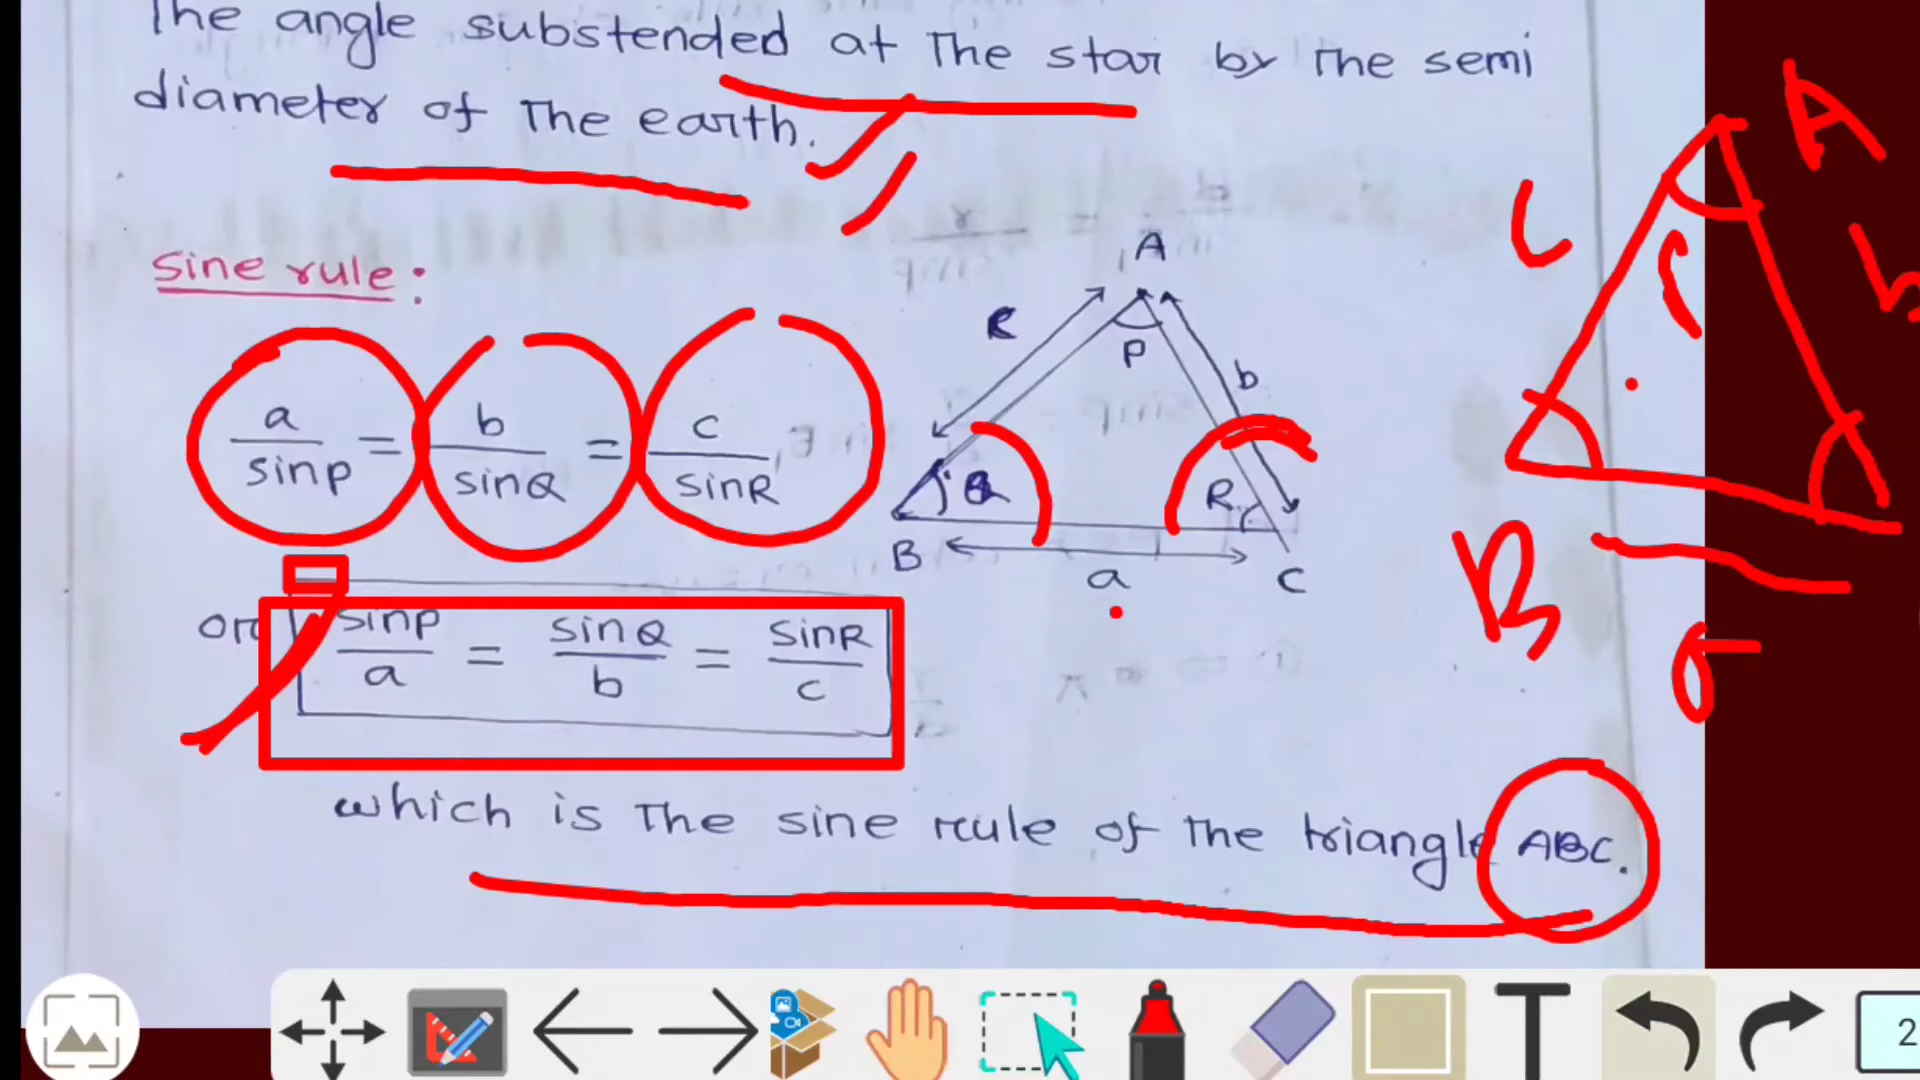 The angle substended at The star by The semi
diameter of The earth.
Sine rule:
a/sinp = b/sinQ = c/sinR
A
c
P
b
Q
R
B
a
C
or sinp/a = sinQ/b = sinR/c
which is The sine rule of The triangle ABC.
A
b
B
T
2